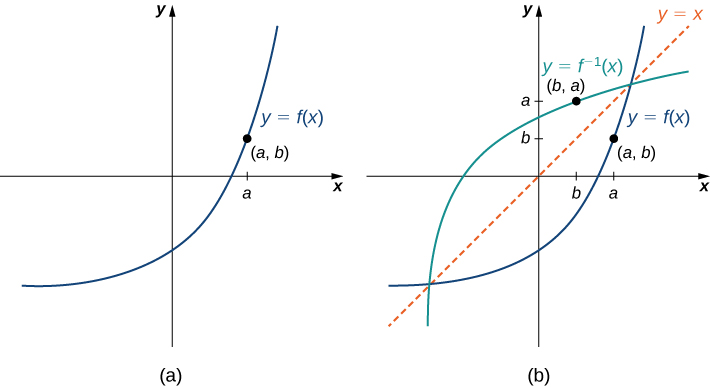 y
y = f(x)
(a, b)
a
x
(a)
y
y = x
y = f⁻¹(x)
(b, a)
a
b
y = f(x)
(a, b)
b
a
x
(b)